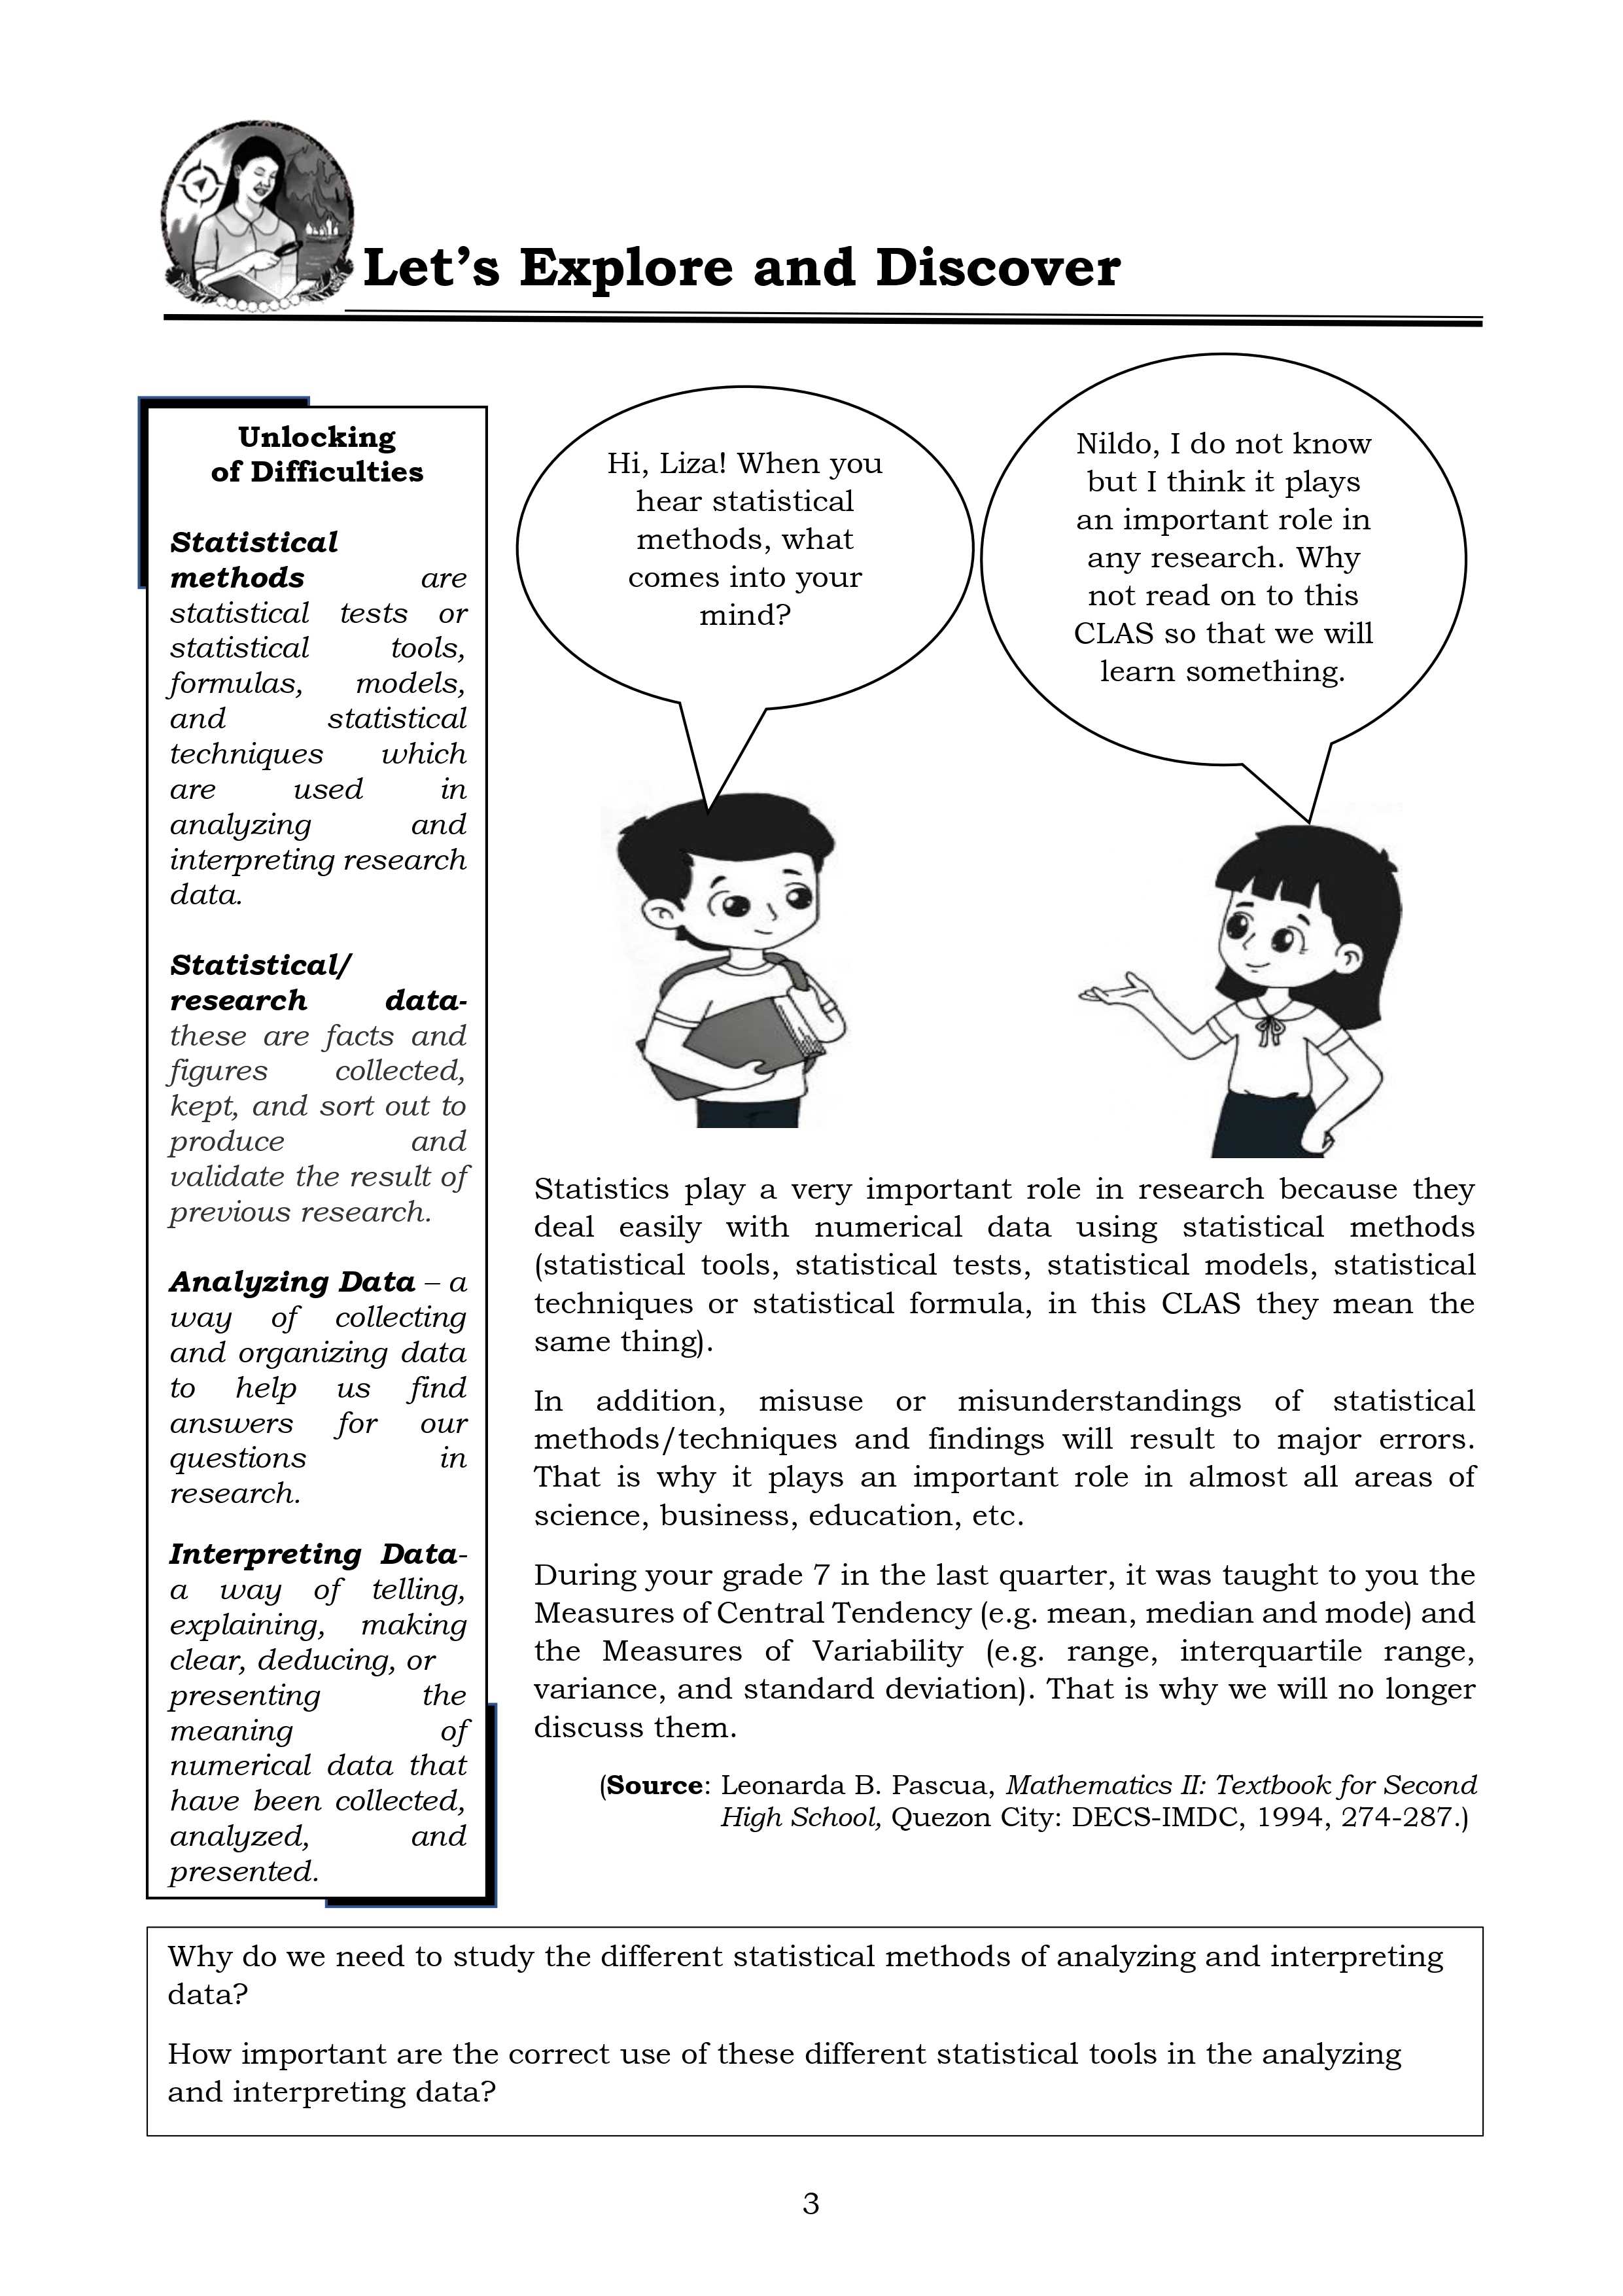 Let’s Explore and Discover
Unlocking
of Difficulties
Statistical
methods are
statistical tests or
statistical tools,
formulas, models,
and statistical
techniques which
are used in
analyzing and
interpreting research
data.
Statistical/
research data-
these are facts and
figures collected,
kept, and sort out to
produce and
validate the result of
previous research.
Analyzing Data – a
way of collecting
and organizing data
to help us find
answers for our
questions in
research.
Interpreting Data-
a way of telling,
explaining, making
clear, deducing, or
presenting the
meaning of
numerical data that
have been collected,
analyzed, and
presented.
Hi, Liza! When you
hear statistical
methods, what
comes into your
mind?
Nildo, I do not know
but I think it plays
an important role in
any research. Why
not read on to this
CLAS so that we will
learn something.
Statistics play a very important role in research because they
deal easily with numerical data using statistical methods
(statistical tools, statistical tests, statistical models, statistical
techniques or statistical formula, in this CLAS they mean the
same thing).
In addition, misuse or misunderstandings of statistical
methods/techniques and findings will result to major errors.
That is why it plays an important role in almost all areas of
science, business, education, etc.
During your grade 7 in the last quarter, it was taught to you the
Measures of Central Tendency (e.g. mean, median and mode) and
the Measures of Variability (e.g. range, interquartile range,
variance, and standard deviation). That is why we will no longer
discuss them.
(Source: Leonarda B. Pascua, Mathematics II: Textbook for Second
High School, Quezon City: DECS-IMDC, 1994, 274-287.)
Why do we need to study the different statistical methods of analyzing and interpreting
data?
How important are the correct use of these different statistical tools in the analyzing
and interpreting data?
3